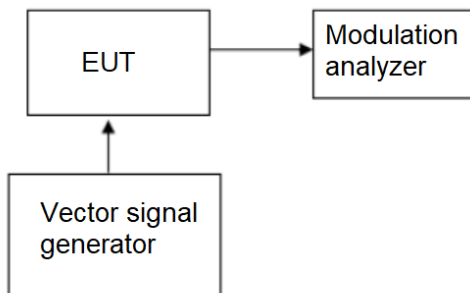 EUT
Modulation
analyzer
Vector signal
generator